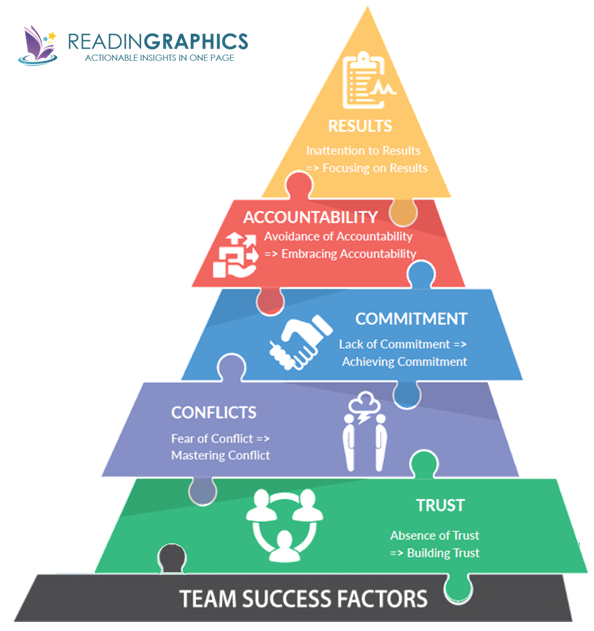 READINGRAPHICS
ACTIONABLE INSIGHTS IN ONE PAGE
RESULTS
Inattention to Results
=> Focusing on Results
ACCOUNTABILITY
Avoidance of Accountability
=> Embracing Accountability
COMMITMENT
Lack of Commitment =>
Achieving Commitment
CONFLICTS
Fear of Conflict =>
Mastering Conflict
TRUST
Absence of Trust
=> Building Trust
TEAM SUCCESS FACTORS